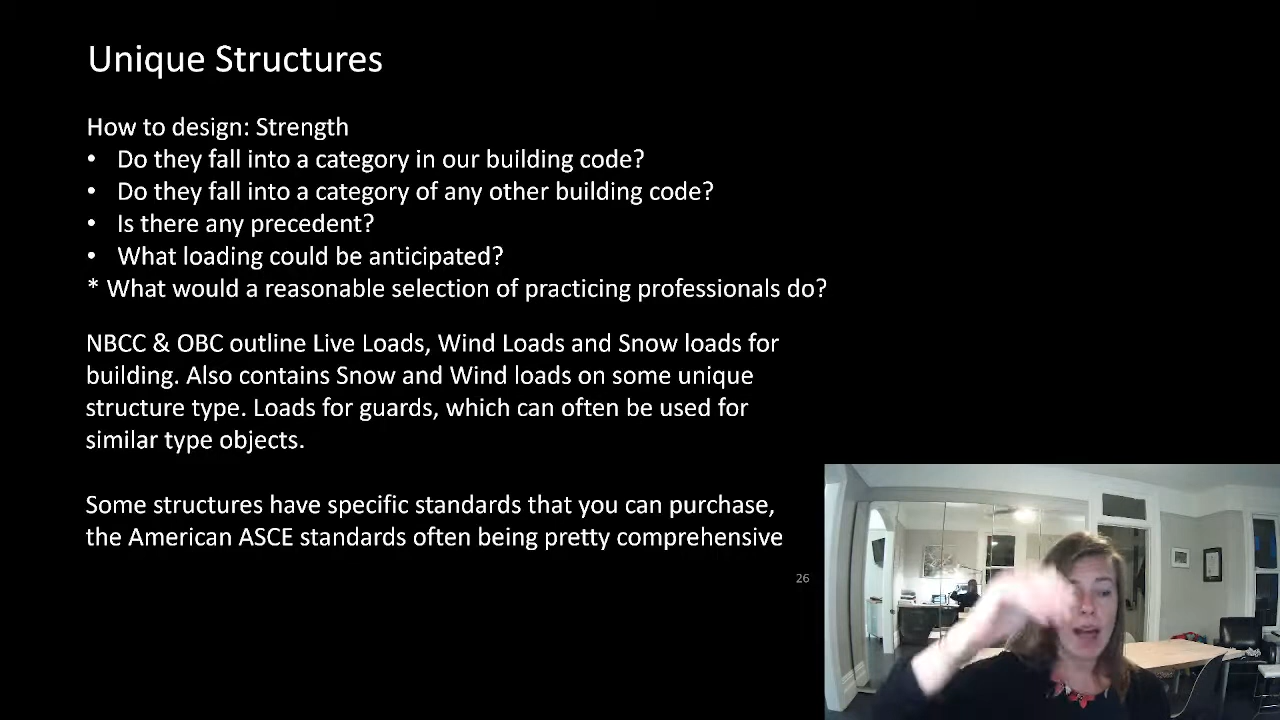 Unique Structures
How to design: Strength
• Do they fall into a category in our building code?
• Do they fall into a category of any other building code?
• Is there any precedent?
• What loading could be anticipated?
* What would a reasonable selection of practicing professionals do?
NBCC & OBC outline Live Loads, Wind Loads and Snow loads for
building. Also contains Snow and Wind loads on some unique
structure type. Loads for guards, which can often be used for
similar type objects.
Some structures have specific standards that you can purchase,
the American ASCE standards often being pretty comprehensive
26